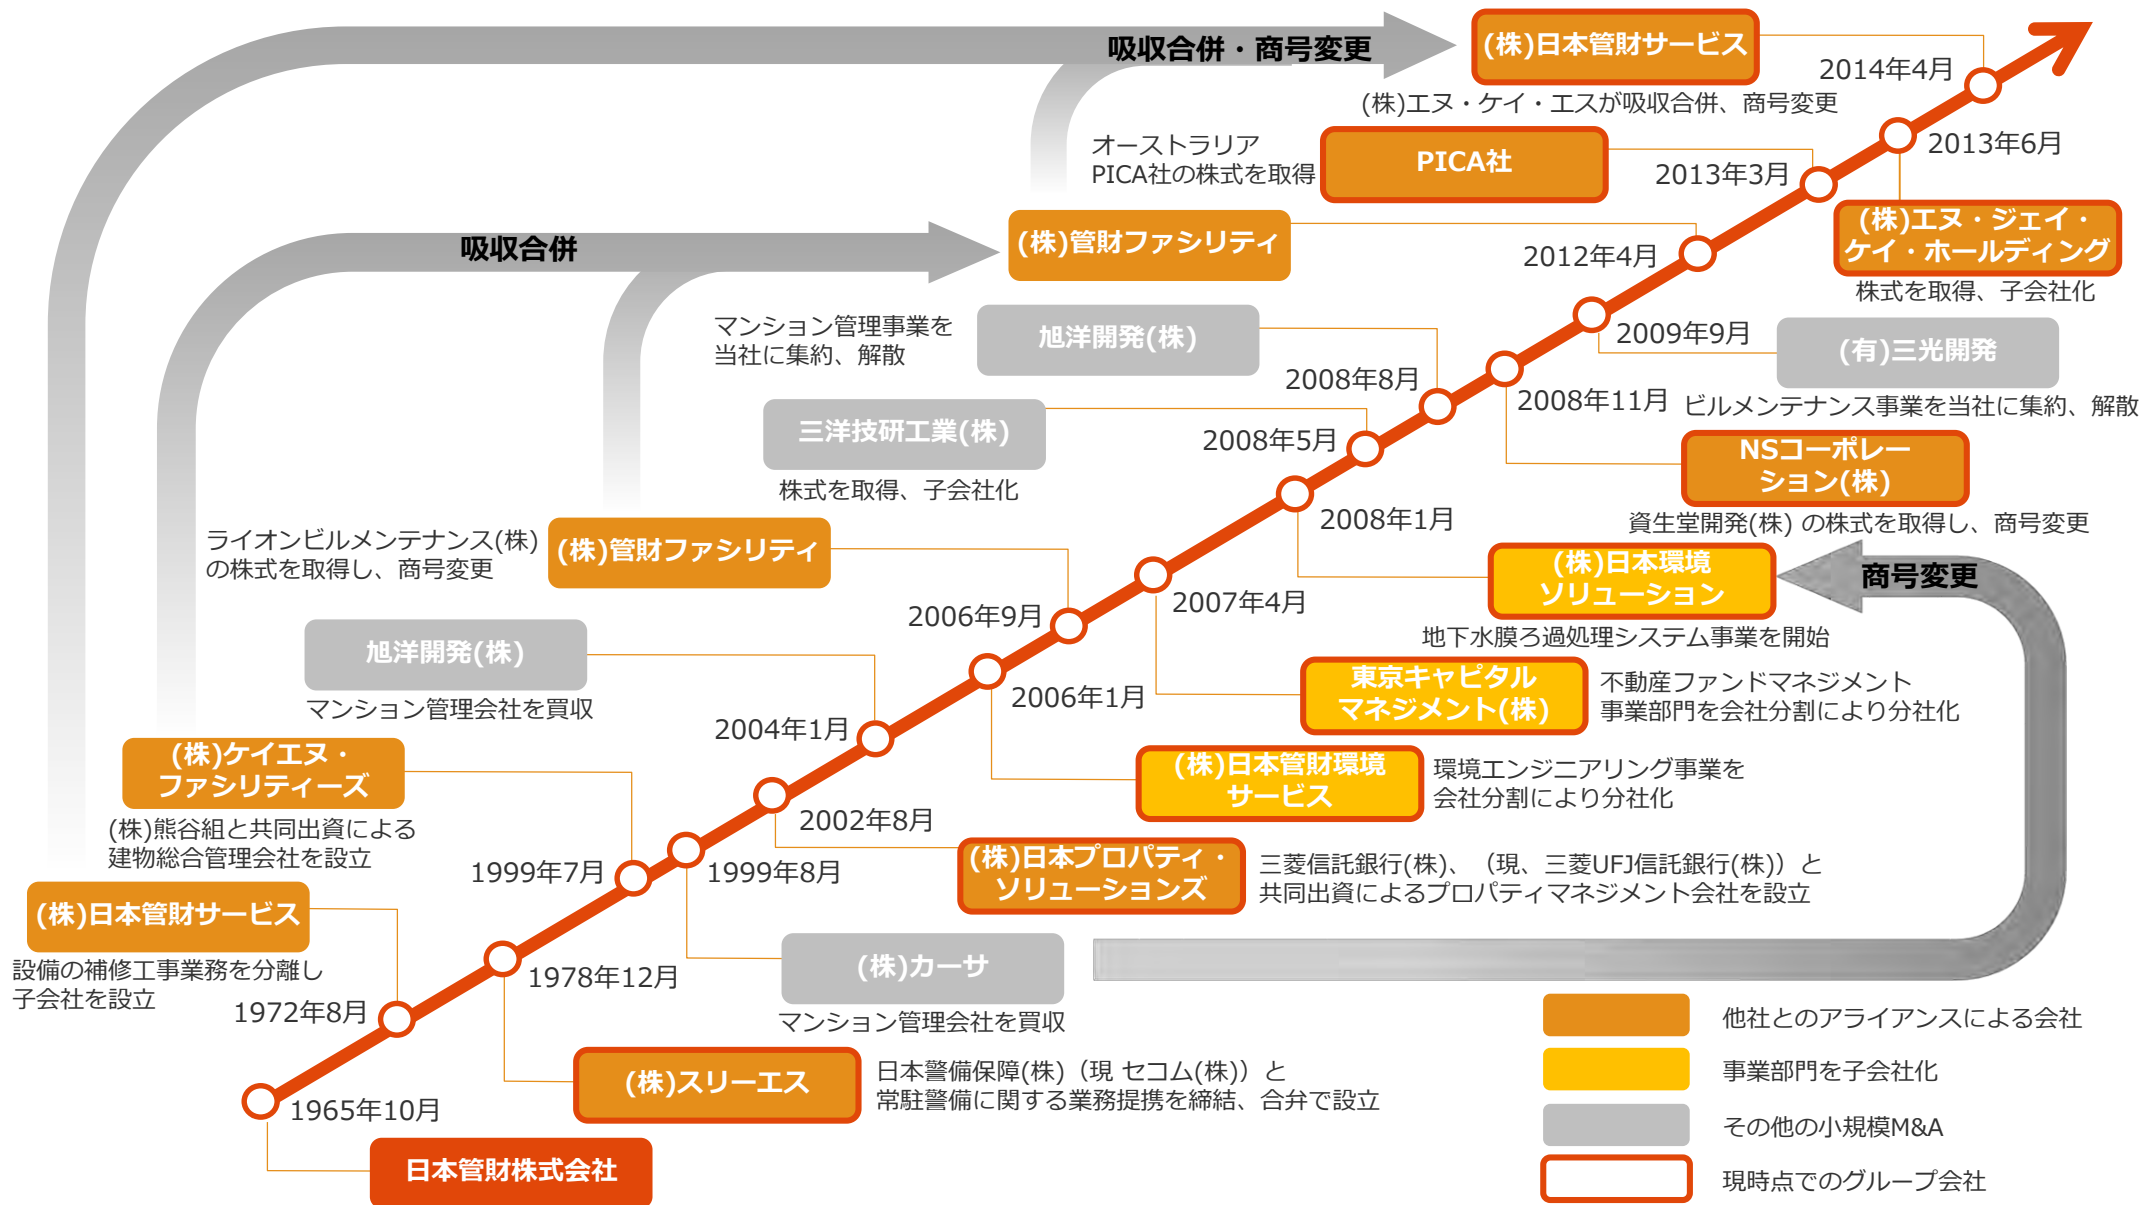 吸収合併・商号変更
(株)日本管財サービス
2014年4月
(株)エヌ・ケイ・エスが吸収合併、商号変更
オーストラリア
PICA社の株式を取得
PICA社
2013年3月
2013年6月
(株)エヌ・ジェイ・
ケイ・ホールディング
株式を取得、子会社化
吸収合併
(株)管財ファシリティ
2012年4月
マンション管理事業を
当社に集約、解散
旭洋開発(株)
2008年8月
2009年9月
(有)三光開発
ビルメンテナンス事業を当社に集約、解散
三洋技研工業(株)
株式を取得、子会社化
2008年5月
2008年11月
NSコーポレー
ション(株)
資生堂開発(株) の株式を取得し、商号変更
ライオンビルメンテナンス(株)
の株式を取得し、商号変更
(株)管財ファシリティ
2006年9月
2008年1月
(株)日本環境
ソリューション
商号変更
地下水膜ろ過処理システム事業を開始
旭洋開発(株)
マンション管理会社を買収
2004年1月
2007年4月
東京キャピタル
マネジメント(株)
不動産ファンドマネジメント
事業部門を会社分割により分社化
2006年1月
(株)日本管財環境
サービス
環境エンジニアリング事業を
会社分割により分社化
(株)ケイエヌ・
ファシリティーズ
(株)熊谷組と共同出資による
建物総合管理会社を設立
1999年7月
2002年8月
(株)日本プロパティ・
ソリューションズ
三菱信託銀行(株)、（現、三菱UFJ信託銀行(株)）と
共同出資によるプロパティマネジメント会社を設立
1999年8月
(株)カーサ
マンション管理会社を買収
(株)日本管財サービス
設備の補修工事業務を分離し
子会社を設立
1972年8月
1978年12月
(株)スリーエス
日本警備保障(株)（現 セコム(株)）と
常駐警備に関する業務提携を締結、合弁で設立
1965年10月
日本管財株式会社
他社とのアライアンスによる会社
事業部門を子会社化
その他の小規模M&A
現時点でのグループ会社